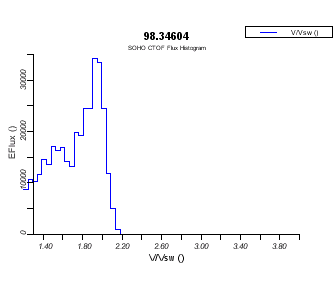 V/Vsw ()
98.34604
SOHO CTOF Flux Histogram
30000
20000
10000
0
EFlux ()
1.40 1.80 2.20 2.60 3.00 3.40 3.80
V/Vsw ()